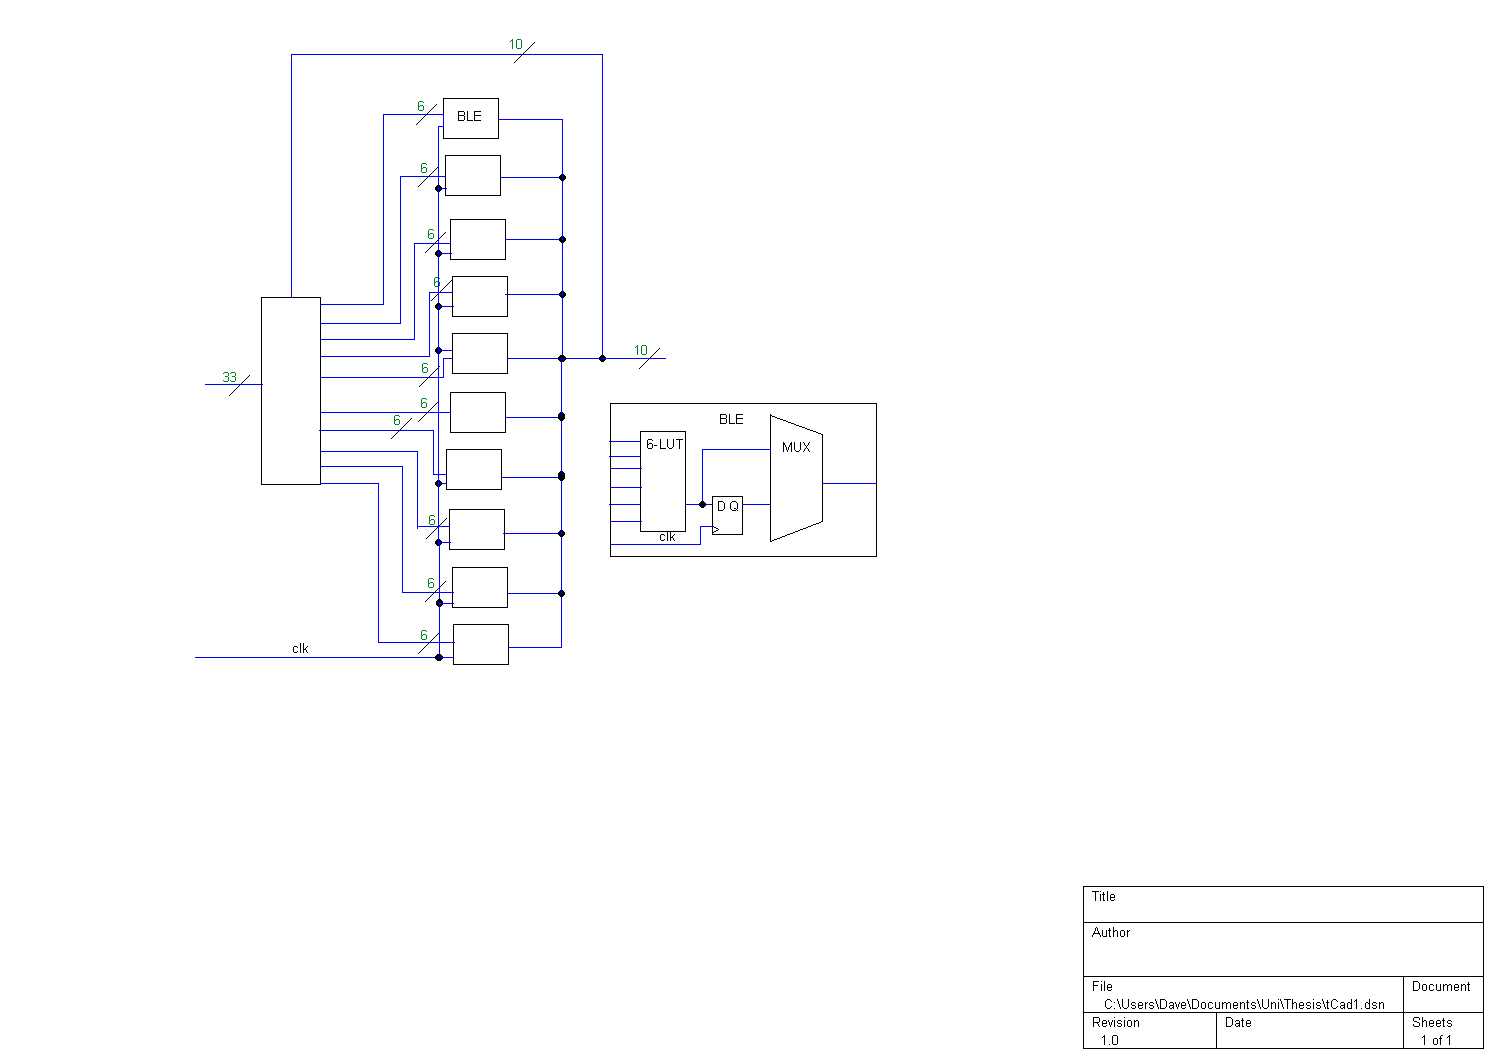 10
6
BLE
6
6
6
10
6
33
6
6
BLE
6-LUT
MUX
D Q
clk
6
6
6
clk
Title
Author
File
Document
C:\Users\Dave\Documents\Uni\Thesis\tCad1.dsn
Revision
Date
Sheets
1.0
1 of 1